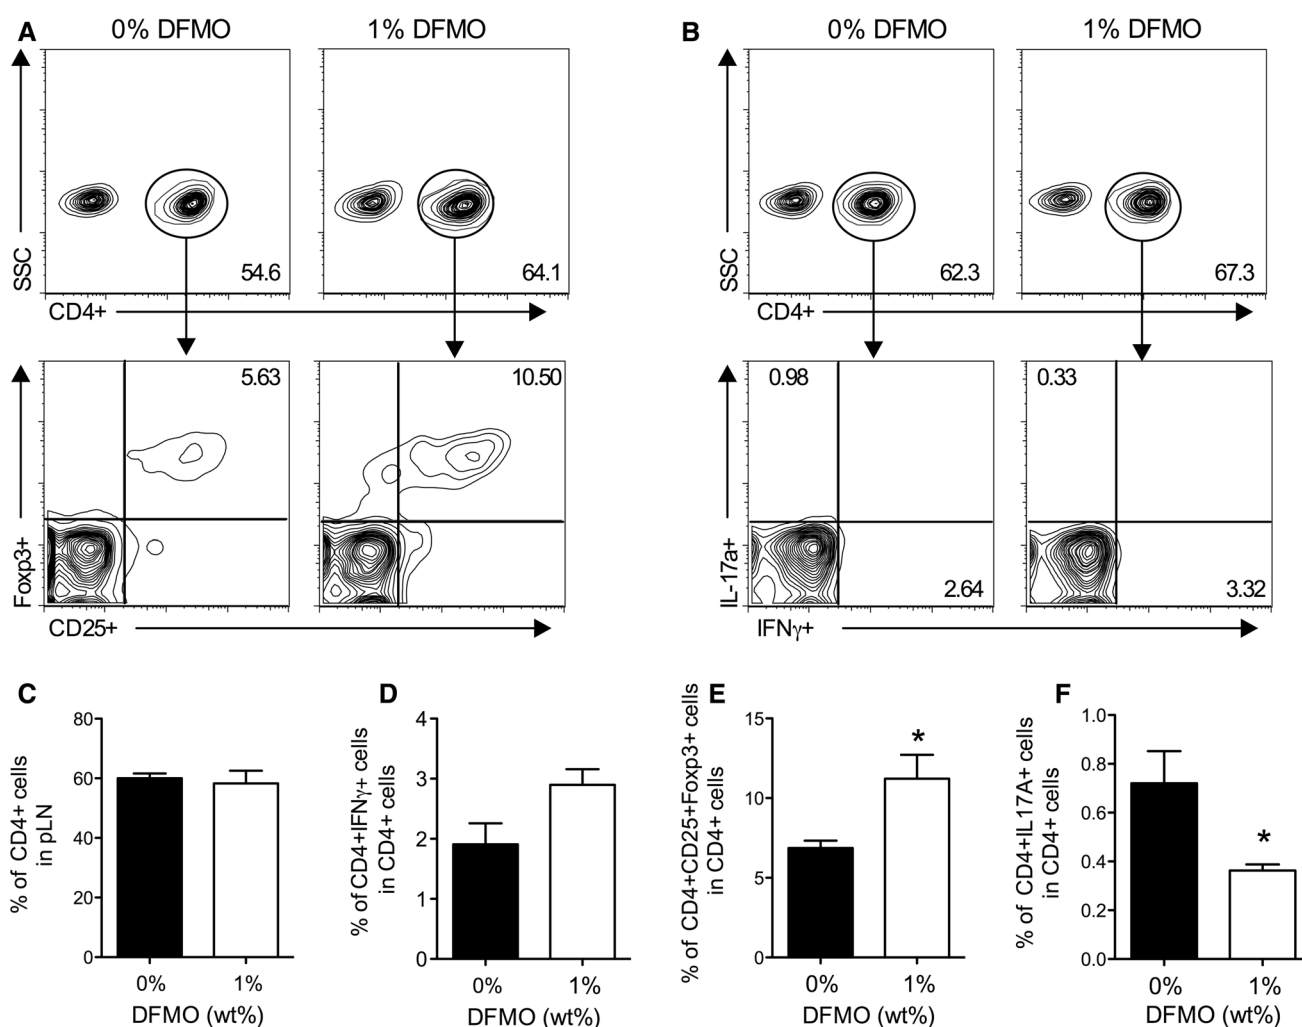 A
0% DFMO
1% DFMO
SSC
54.6
64.1
CD4+
5.63
10.50
Foxp3+
CD25+
B
0% DFMO
1% DFMO
SSC
62.3
67.3
CD4+
0.98
0.33
IL-17a+
2.64
3.32
IFNγ+
C
% of CD4+ cells
in pLN
80
60
40
20
0
0%
1%
DFMO (wt%)
D
% of CD4+IFNγ+ cells
in CD4+ cells
4
3
2
1
0
0%
1%
DFMO (wt%)
E
% of CD4+CD25+Foxp3+ cells
in CD4+ cells
15
10
5
0
*
0%
1%
DFMO (wt%)
F
% of CD4+IL17A+ cells
in CD4+ cells
1.0
0.8
0.6
0.4
0.2
0.0
*
0%
1%
DFMO (wt%)